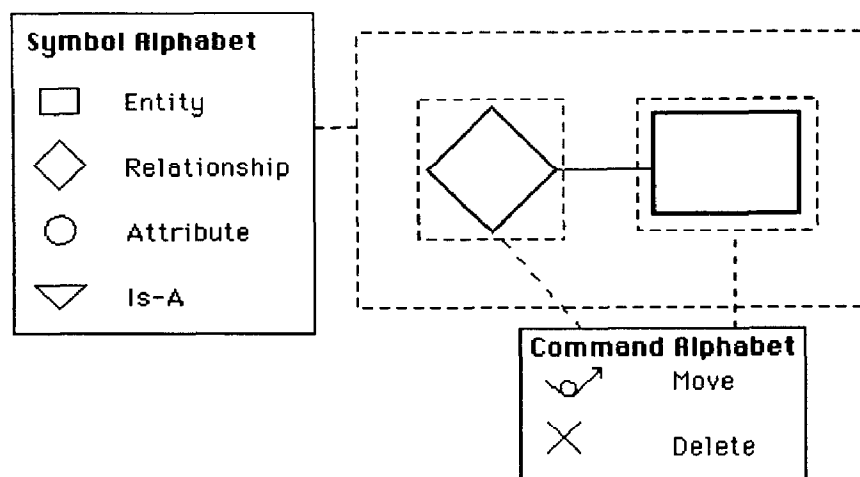 Symbol Alphabet
Entity
Relationship
Attribute
Is-A
Command Alphabet
Move
Delete